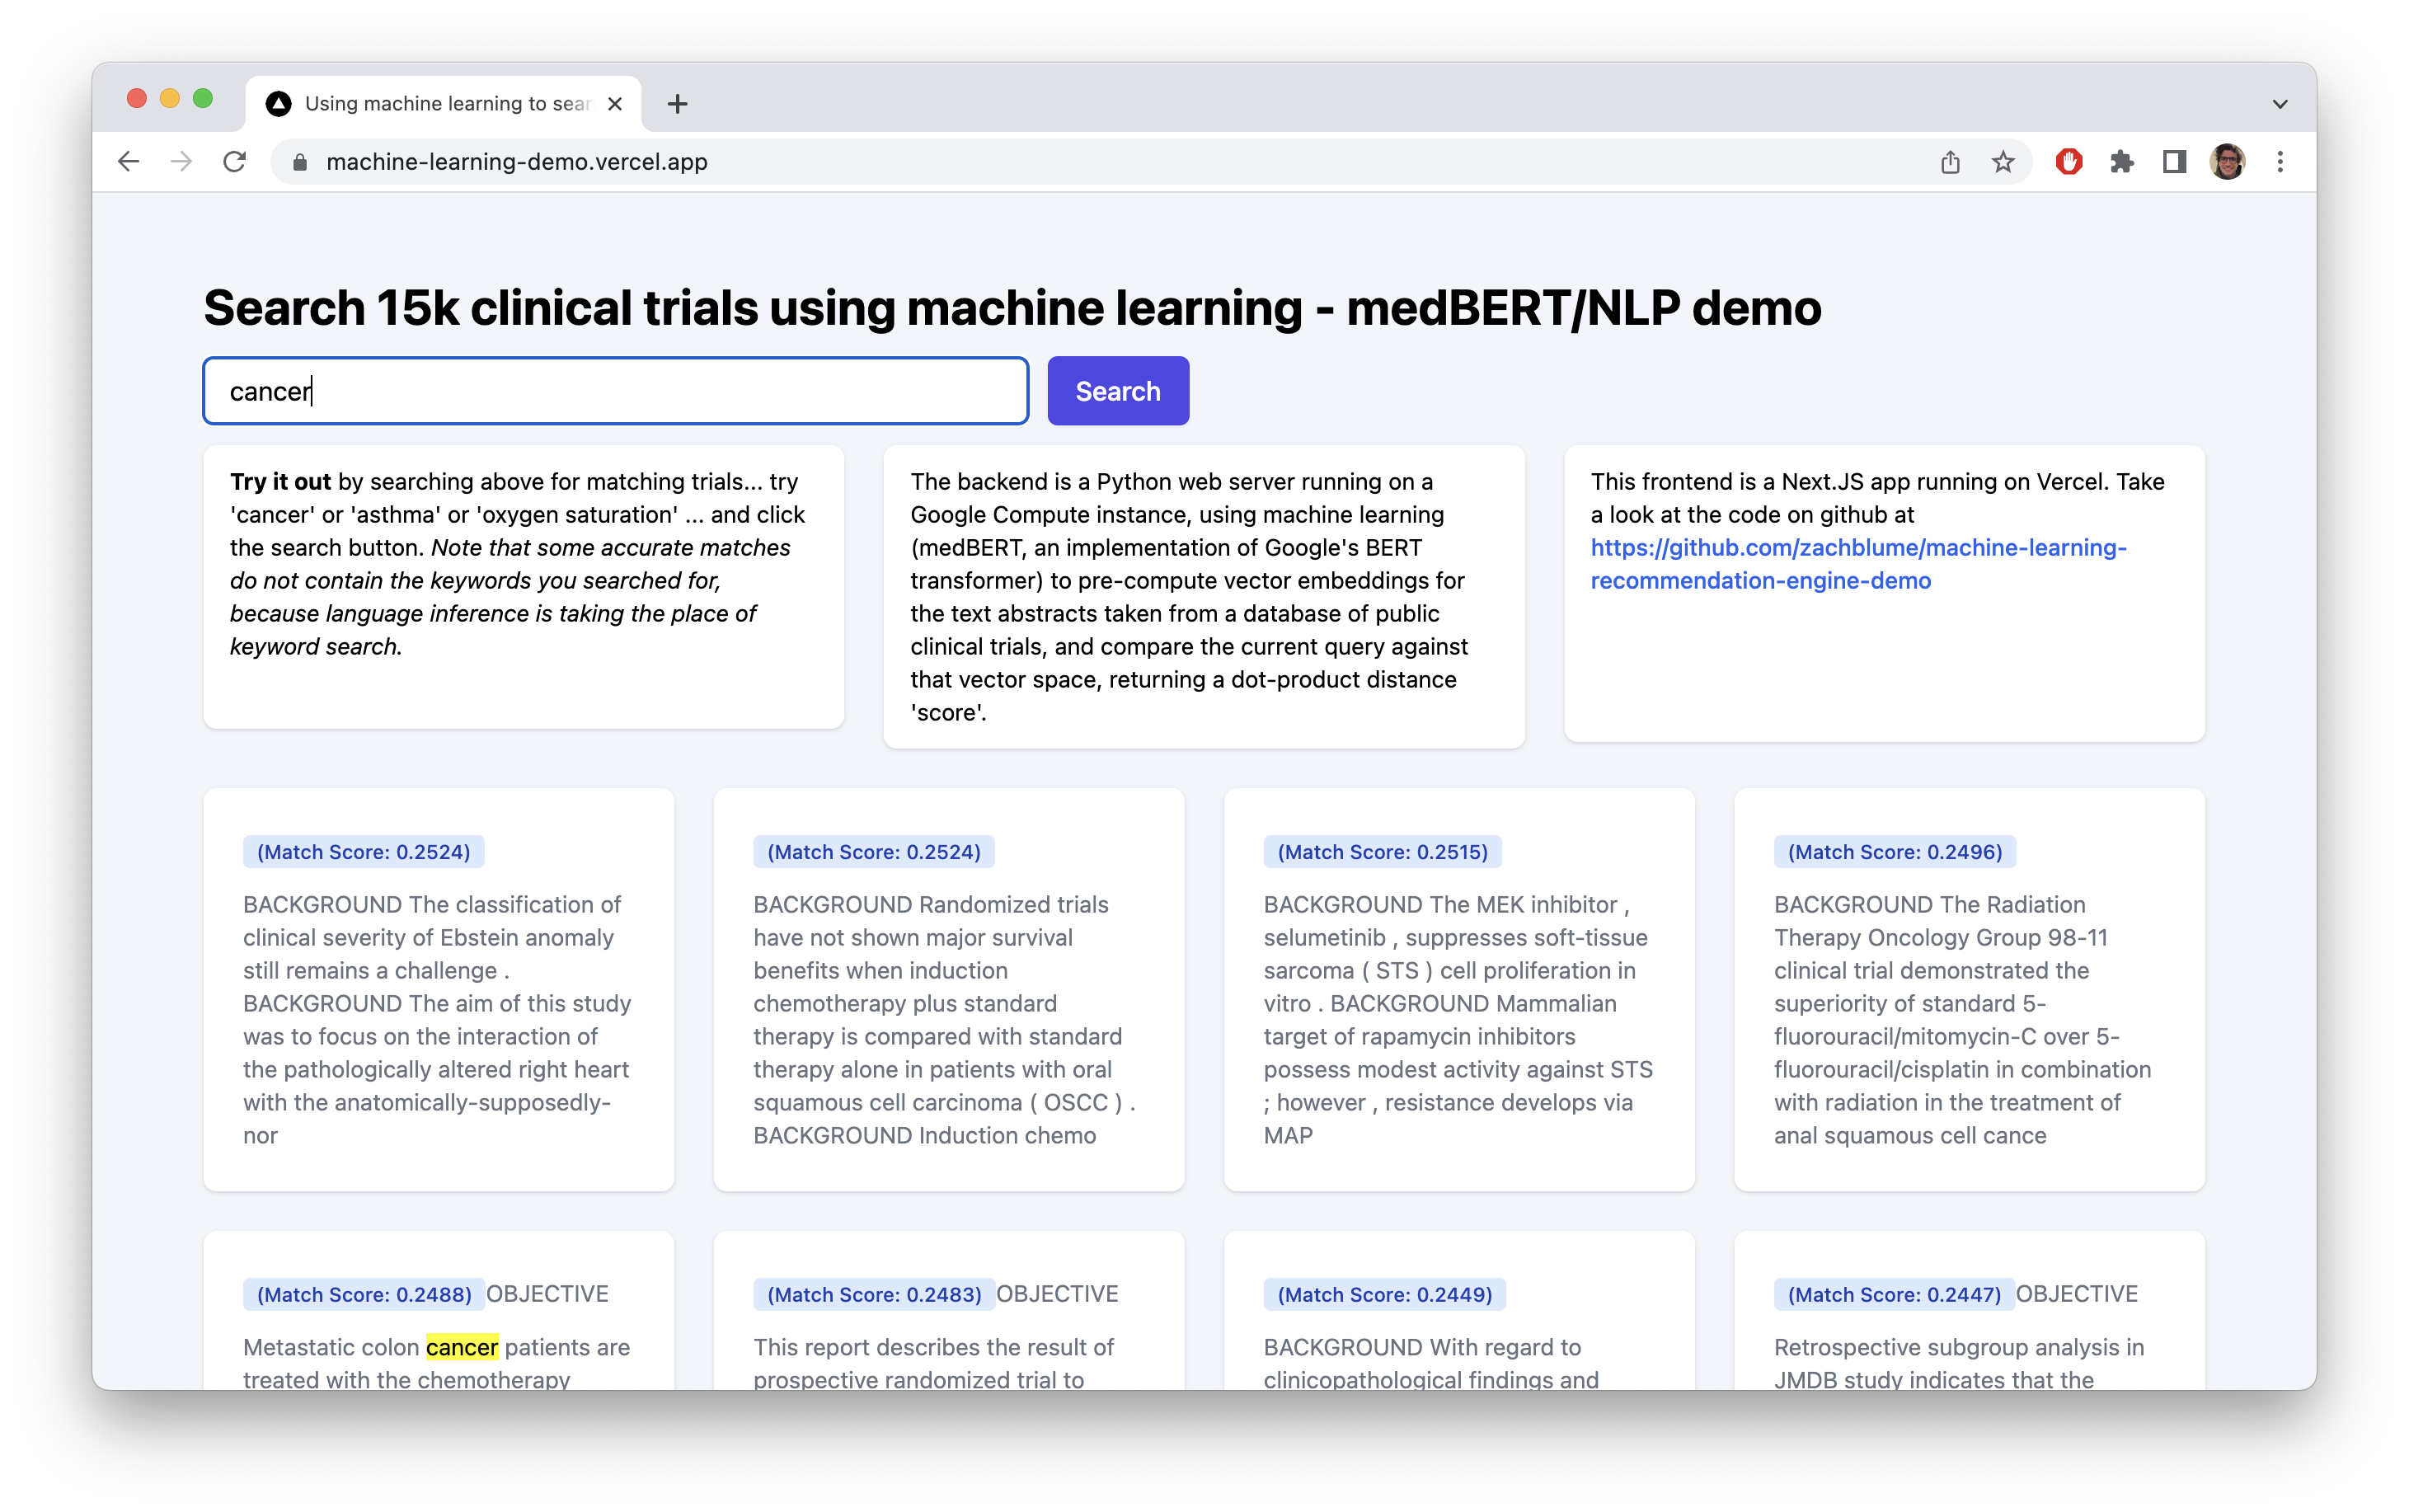 Using machine learning to sear
machine-learning-demo.vercel.app
Search 15k clinical trials using machine learning - medBERT/NLP demo
cancer
Search
Try it out by searching above for matching trials... try
'cancer' or 'asthma' or 'oxygen saturation' ... and click
the search button. Note that some accurate matches
do not contain the keywords you searched for,
because language inference is taking the place of
keyword search.
The backend is a Python web server running on a
Google Compute instance, using machine learning
(medBERT, an implementation of Google's BERT
transformer) to pre-compute vector embeddings for
the text abstracts taken from a database of public
clinical trials, and compare the current query against
that vector space, returning a dot-product distance
'score'.
This frontend is a Next.JS app running on Vercel. Take
a look at the code on github at
https://github.com/zachblume/machine-learning-
recommendation-engine-demo
(Match Score: 0.2524)
BACKGROUND The classification of
clinical severity of Ebstein anomaly
still remains a challenge .
BACKGROUND The aim of this study
was to focus on the interaction of
the pathologically altered right heart
with the anatomically-supposedly-
nor
(Match Score: 0.2524)
BACKGROUND Randomized trials
have not shown major survival
benefits when induction
chemotherapy plus standard
therapy is compared with standard
therapy alone in patients with oral
squamous cell carcinoma ( OSCC ) .
BACKGROUND Induction chemo
(Match Score: 0.2515)
BACKGROUND The MEK inhibitor ,
selumetinib , suppresses soft-tissue
sarcoma ( STS ) cell proliferation in
vitro . BACKGROUND Mammalian
target of rapamycin inhibitors
possess modest activity against STS
; however , resistance develops via
MAP
(Match Score: 0.2496)
BACKGROUND The Radiation
Therapy Oncology Group 98-11
clinical trial demonstrated the
superiority of standard 5-
fluorouracil/mitomycin-C over 5-
fluorouracil/cisplatin in combination
with radiation in the treatment of
anal squamous cell cance
(Match Score: 0.2488) OBJECTIVE
Metastatic colon cancer patients are
treated with the chemotherapy
(Match Score: 0.2483) OBJECTIVE
This report describes the result of
prospective randomized trial to
(Match Score: 0.2449)
BACKGROUND With regard to
clinicopathological findings and
(Match Score: 0.2447) OBJECTIVE
Retrospective subgroup analysis in
JMDB study indicates that the